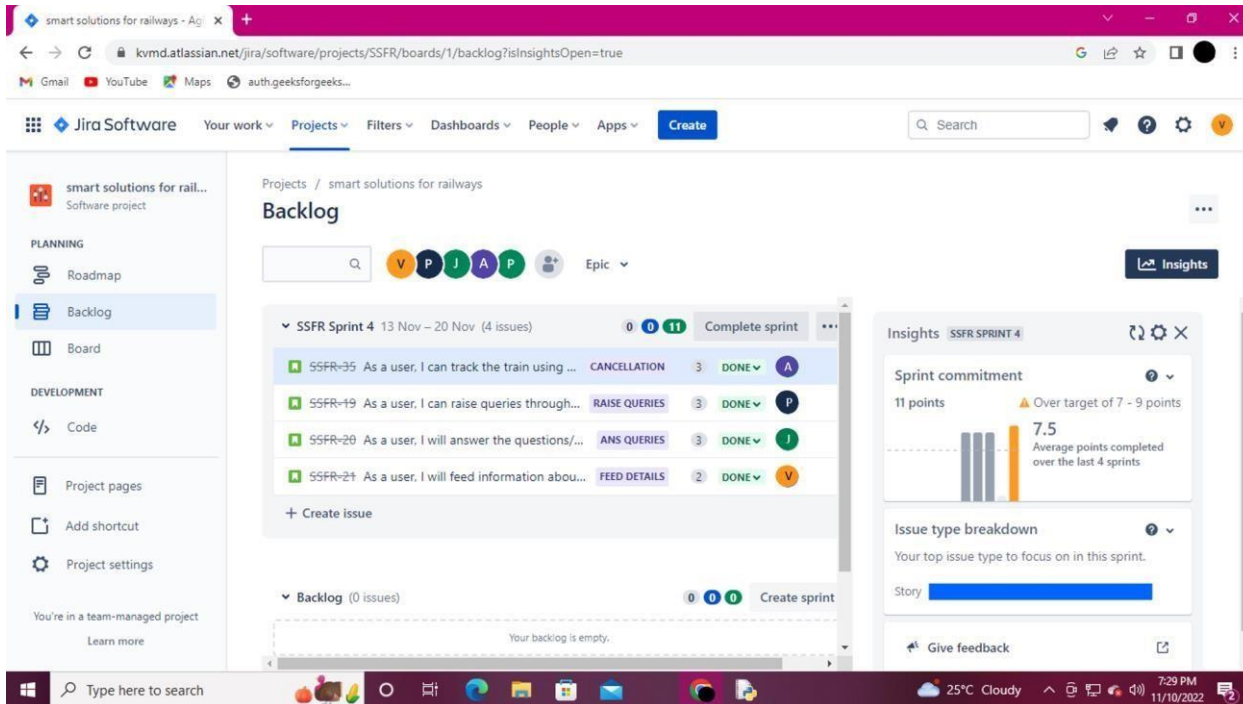 smart solutions for railways - Agi
kvmd.atlassian.net/jira/software/projects/SSFR/boards/1/backlog?isInsightsOpen=true
Gmail YouTube Maps auth.geeksforgeeks...
Jira Software Your work Projects Filters Dashboards People Apps Create Search V
smart solutions for rail...
Software project
PLANNING
Roadmap
Backlog
Board
DEVELOPMENT
Code
Project pages
Add shortcut
Project settings
You're in a team-managed project
Learn more
Projects / smart solutions for railways
Backlog
V P J A P Epic
Insights
SSFR Sprint 4 13 Nov – 20 Nov (4 issues) 0 0 11 Complete sprint
SSFR-35 As a user, I can track the train using ... CANCELLATION 3 DONE A
SSFR-19 As a user, I can raise queries through... RAISE QUERIES 3 DONE P
SSFR-20 As a user, I will answer the questions/... ANS QUERIES 3 DONE J
SSFR-21 As a user, I will feed information abou... FEED DETAILS 2 DONE V
+ Create issue
Backlog (0 issues) 0 0 0 Create sprint
Your backlog is empty.
Insights SSFR SPRINT 4
Sprint commitment
11 points Over target of 7 - 9 points
7.5
Average points completed
over the last 4 sprints
Issue type breakdown
Your top issue type to focus on in this sprint.
Story
Give feedback
Type here to search
25°C Cloudy
7:29 PM
11/10/2022
2